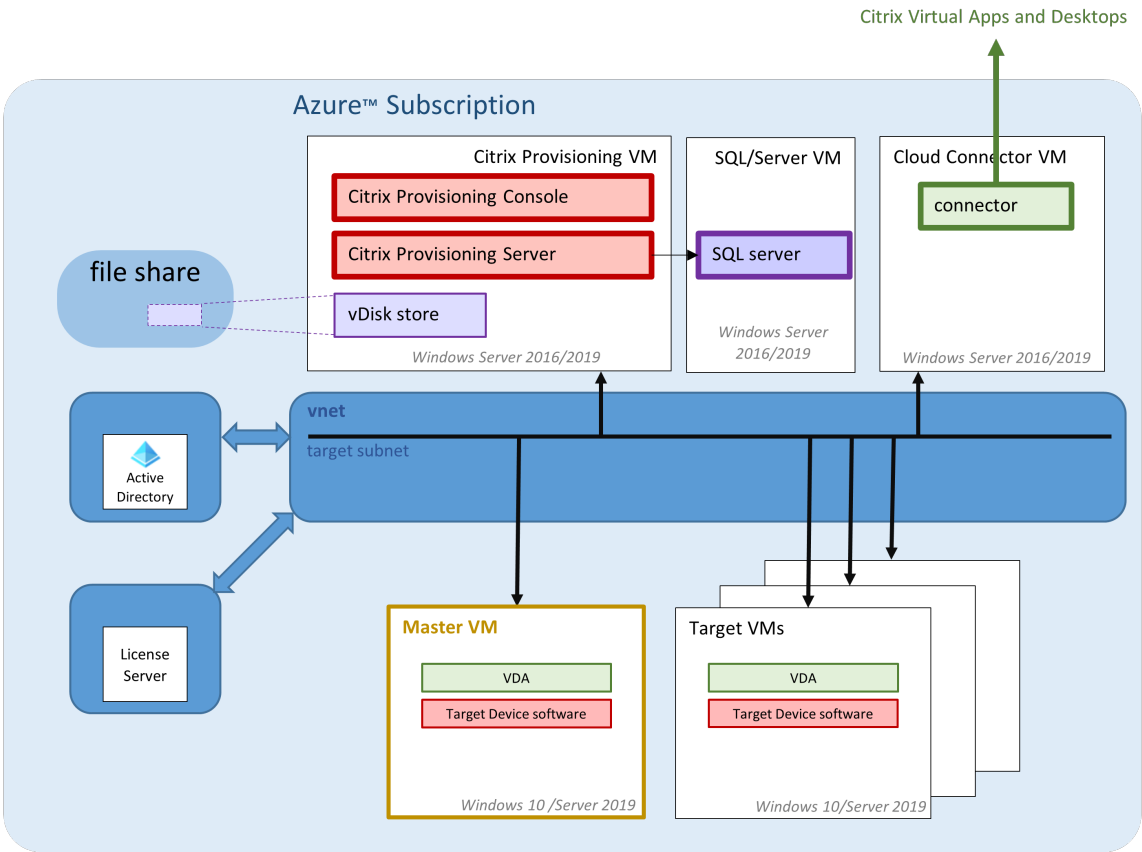 Citrix Virtual Apps and Desktops
Azure™ Subscription
Citrix Provisioning VM
Citrix Provisioning Console
Citrix Provisioning Server
vDisk store
Windows Server 2016/2019
SQL/Server VM
SQL server
Windows Server
2016/2019
Cloud Connector VM
connector
Windows Server 2016/2019
file share
vnet
target subnet
Active
Directory
License
Server
Master VM
VDA
Target Device software
Windows 10 /Server 2019
Target VMs
VDA
Target Device software
Windows 10/Server 2019